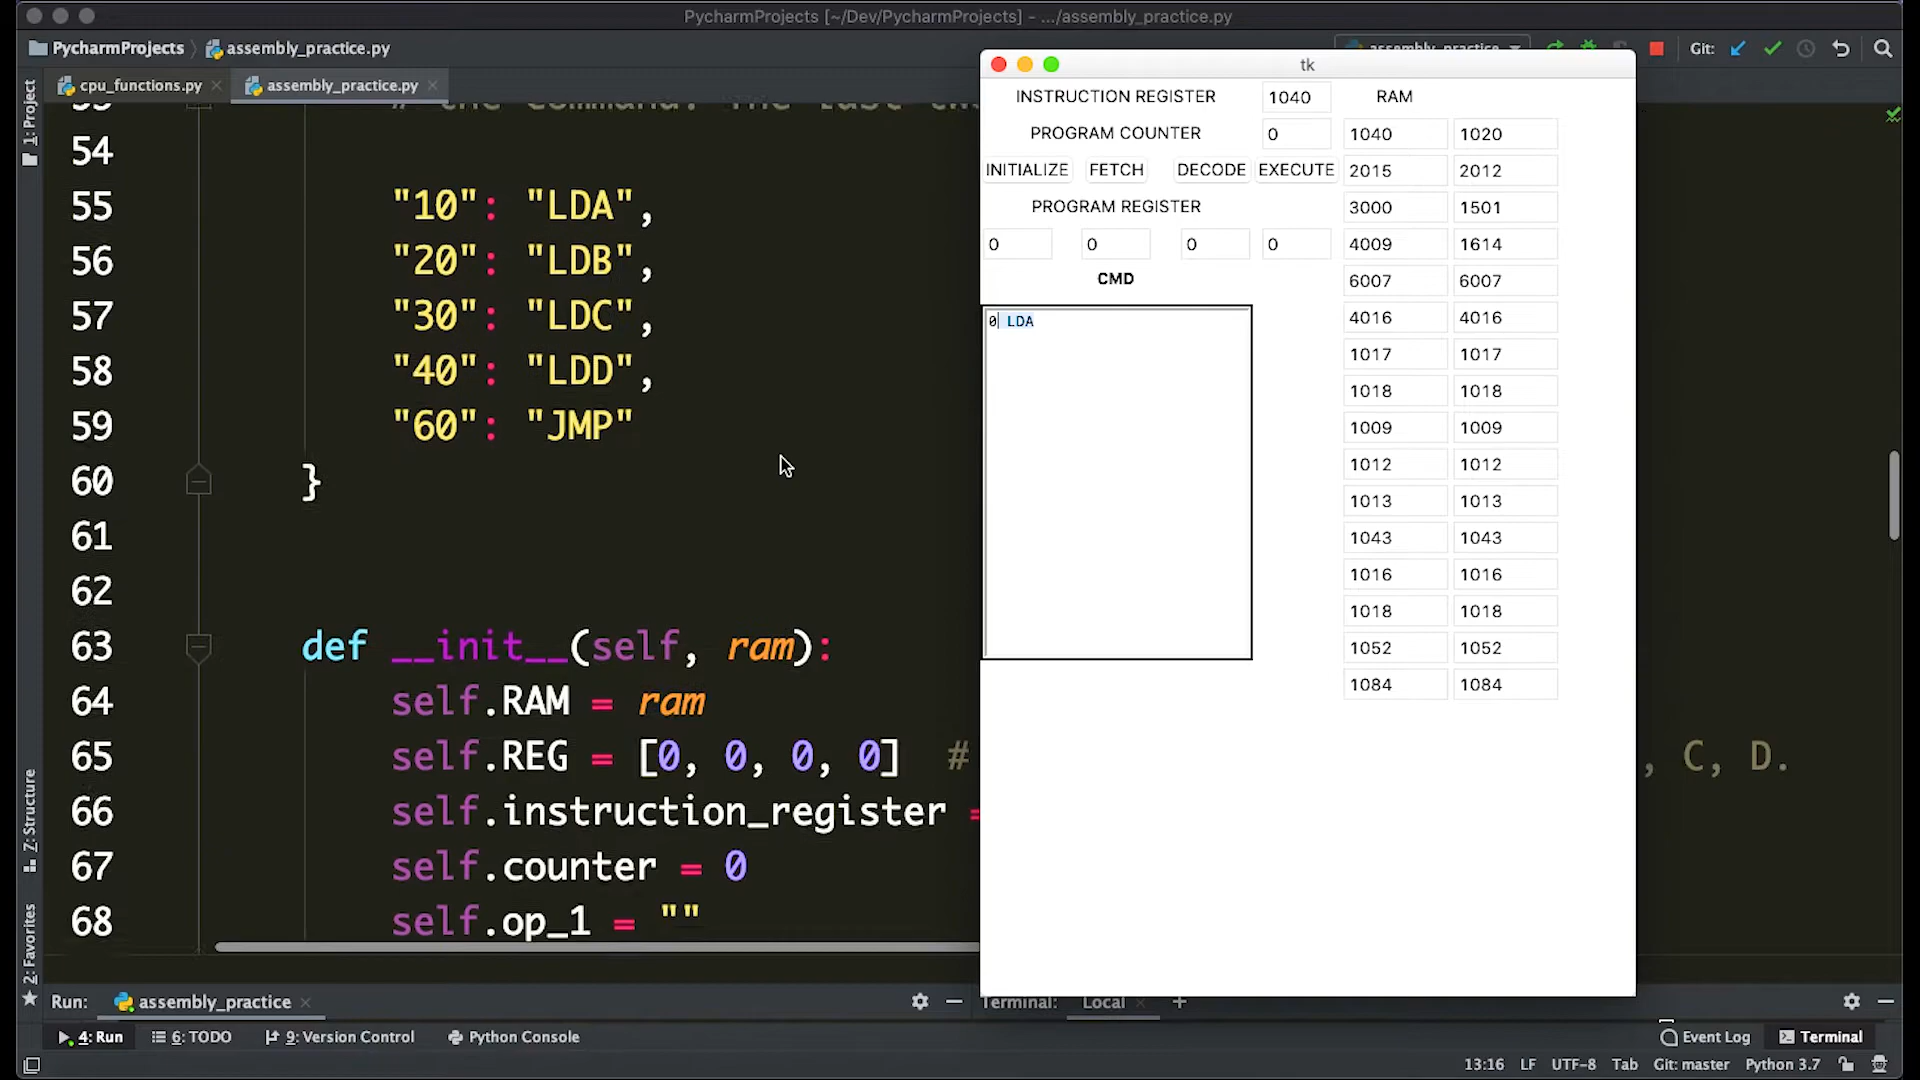 PycharmProjects [~/Dev/PycharmProjects] - .../assembly_practice.py
PycharmProjects
assembly_practice.py
assembly_practice
Git:
cpu_functions.py
assembly_practice.py
1: Project
Z: Structure
2: Favorites
54
55 "10": "LDA",
56 "20": "LDB",
57 "30": "LDC",
58 "40": "LDD",
59 "60": "JMP"
60 }
61
62
63 def __init__(self, ram):
64 self.RAM = ram
65 self.REG = [0, 0, 0, 0] # , C, D.
66 self.instruction_register =
67 self.counter = 0
68 self.op_1 = ""
tk
INSTRUCTION REGISTER 1040 RAM
PROGRAM COUNTER 0 1040 1020
INITIALIZE FETCH DECODE EXECUTE 2015 2012
PROGRAM REGISTER 3000 1501
0 0 0 0 4009 1614
CMD 6007 6007
0 LDA 4016 4016
1017 1017
1018 1018
1009 1009
1012 1012
1013 1013
1043 1043
1016 1016
1018 1018
1052 1052
1084 1084
Run: assembly_practice
Terminal: Local +
4: Run 6: TODO 9: Version Control Python Console Event Log Terminal
13:16 LF UTF-8 Tab Git: master Python 3.7